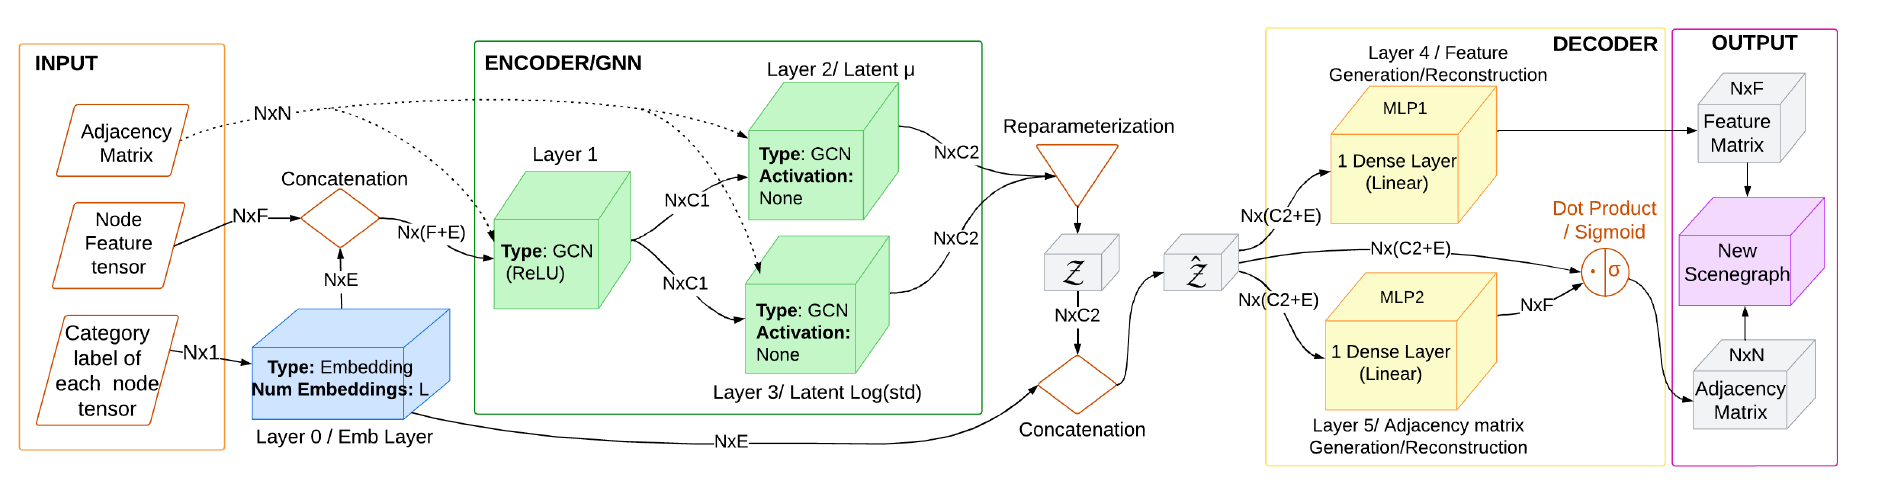 INPUT
Adjacency
Matrix
Node
Feature
tensor
Category
label of
each node
tensor
NxN
Concatenation
NxF
Nx(F+E)
NxE
Nx1
Type: Embedding
Num Embeddings: L
Layer 0 / Emb Layer
ENCODER/GNN
Layer 1
Type: GCN
(ReLU)
NxC1
NxC1
Layer 2/ Latent μ
Type: GCN
Activation:
None
Type: GCN
Activation:
None
Layer 3/ Latent Log(std)
NxC2
NxC2
NxE
Reparameterization
Z
NxC2
Concatenation
Ẑ
DECODER
Layer 4 / Feature
Generation/Reconstruction
MLP1
1 Dense Layer
(Linear)
Nx(C2+E)
Nx(C2+E)
Nx(C2+E)
MLP2
1 Dense Layer
(Linear)
Layer 5/ Adjacency matrix
Generation/Reconstruction
NxF
Dot Product
/ Sigmoid
· σ
OUTPUT
NxF
Feature
Matrix
New
Scenegraph
NxN
Adjacency
Matrix